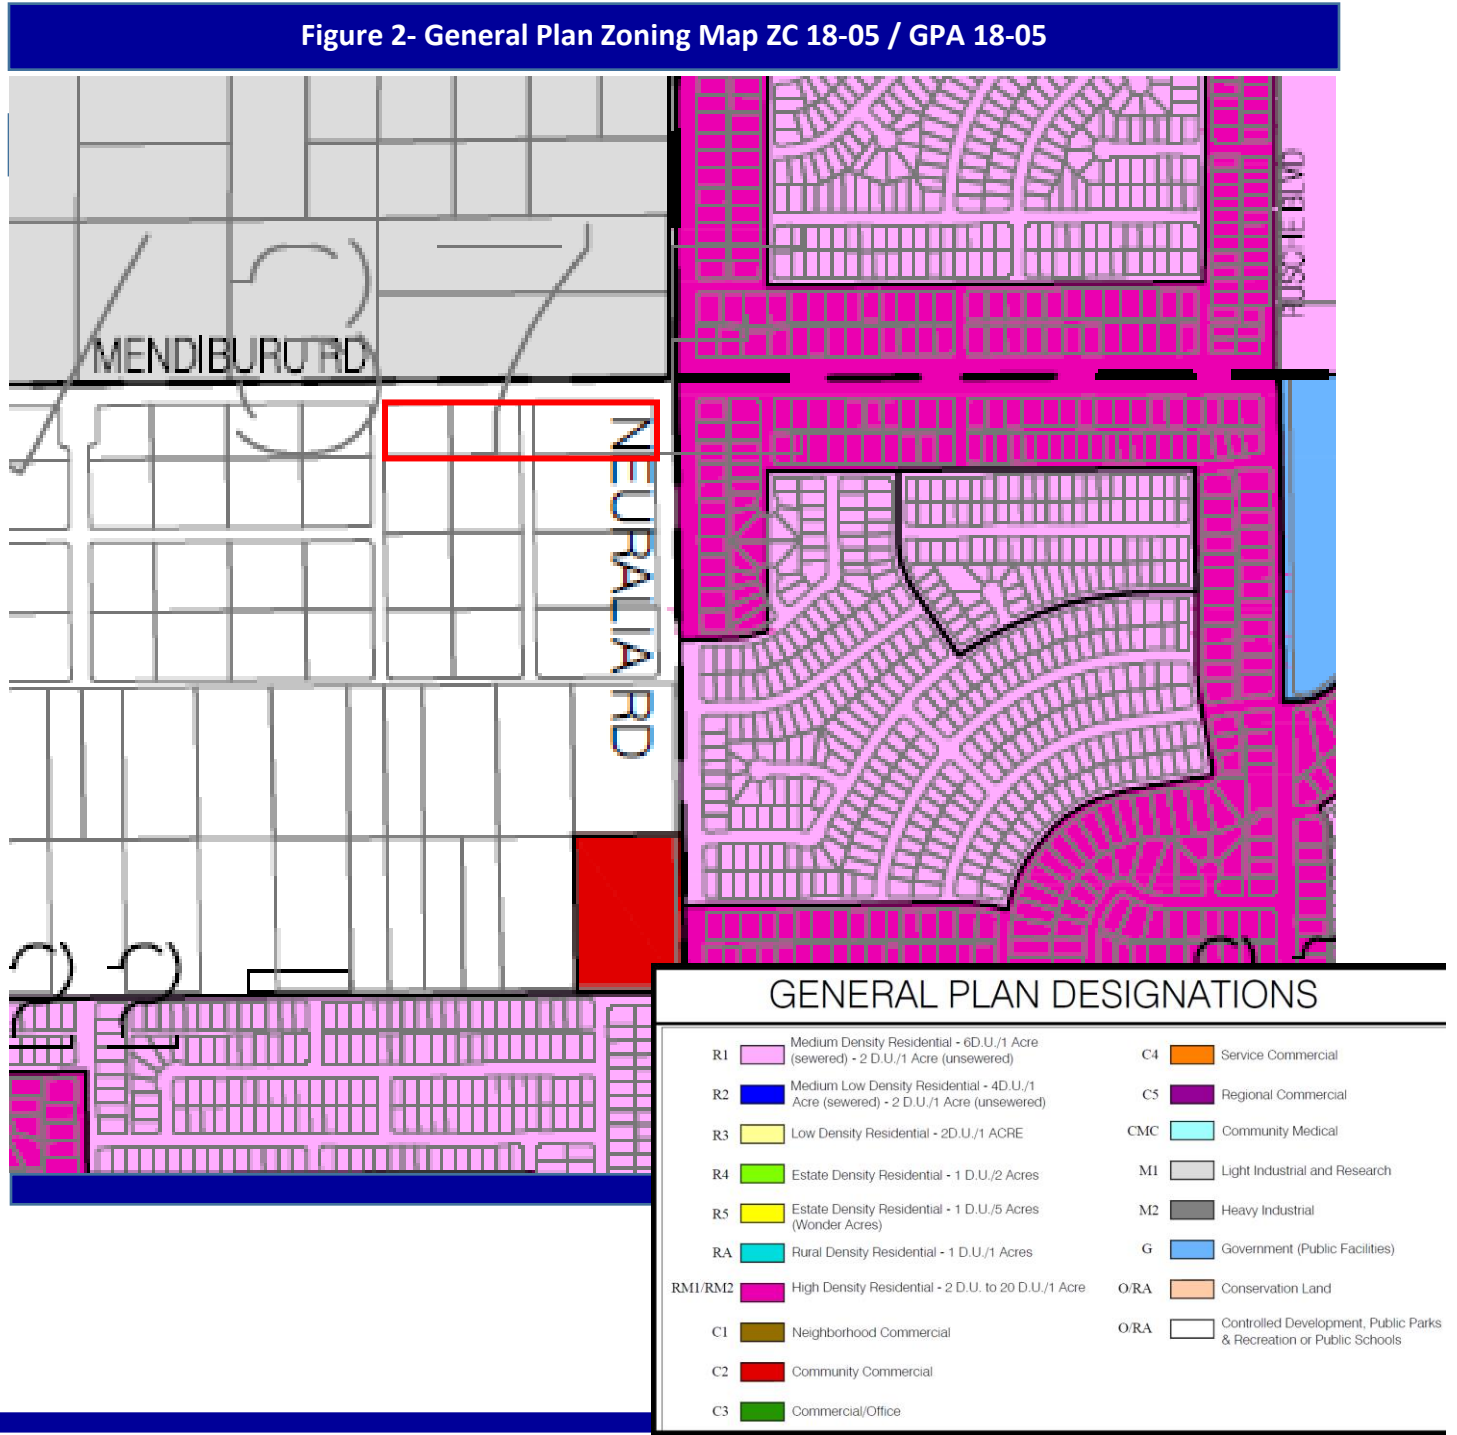 Figure 2- General Plan Zoning Map ZC 18-05 / GPA 18-05
HUSCHE BLVD
MENDIBURU RD
NEURALIA RD
GENERAL PLAN DESIGNATIONS
R1 Medium Density Residential - 6D.U./1 Acre
(sewered) - 2 D.U./1 Acre (unsewered)
R2 Medium Low Density Residential - 4D.U./1
Acre (sewered) - 2 D.U./1 Acre (unsewered)
R3 Low Density Residential - 2D.U./1 ACRE
R4 Estate Density Residential - 1 D.U./2 Acres
R5 Estate Density Residential - 1 D.U./5 Acres
(Wonder Acres)
RA Rural Density Residential - 1 D.U./1 Acres
RM1/RM2 High Density Residential - 2 D.U. to 20 D.U./1 Acre
C1 Neighborhood Commercial
C2 Community Commercial
C3 Commercial/Office
C4 Service Commercial
C5 Regional Commercial
CMC Community Medical
M1 Light Industrial and Research
M2 Heavy Industrial
G Government (Public Facilities)
O/RA Conservation Land
O/RA Controlled Development, Public Parks
& Recreation or Public Schools